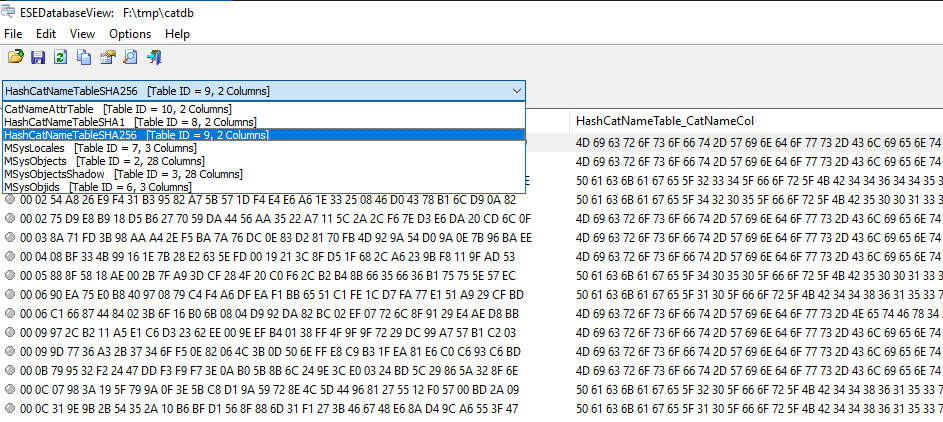 ESEDatabaseView: F:\tmp\catdb
File Edit View Options Help
HashCatNameTableSHA256 [Table ID = 9, 2 Columns]
HashCatNameTable_CatNameCol
CatNameAttrTable [Table ID = 10, 2 Columns]
HashCatNameTableSHA1 [Table ID = 8, 2 Columns]
HashCatNameTableSHA256 [Table ID = 9, 2 Columns]
4D 69 63 72 6F 73 6F 66 74 2D 57 69 6E 64 6F 77 73 2D 43 6C 69 65 6E 74
MSysLocales [Table ID = 7, 3 Columns]
4D 69 63 72 6F 73 6F 66 74 2D 57 69 6E 64 6F 77 73 2D 43 6C 69 65 6E 74
MSysObjects [Table ID = 2, 28 Columns]
MSysObjectsShadow [Table ID = 3, 28 Columns]
50 61 63 6B 61 67 65 5F 32 33 34 5F 66 6F 72 5F 4B 42 34 34 36 34 33 3
MSysObjids [Table ID = 6, 3 Columns]
00 02 54 A8 26 E9 F4 31 B3 95 82 A7 5B 57 1D F4 E4 E6 A6 1E 33 25 08 46 D0 43 78 B1 6C D9 0A 82
50 61 63 6B 61 67 65 5F 34 32 30 35 5F 66 6F 72 5F 4B 42 35 30 30 31 33
00 02 75 D9 E8 B9 18 D5 B6 27 70 59 DA 44 56 AA 35 22 A7 11 5C 2A 2C F6 7E D3 E6 DA 20 CD 6C 0F
4D 69 63 72 6F 73 6F 66 74 2D 57 69 6E 64 6F 77 73 2D 43 6C 69 65 6E 74
00 03 8A 71 FD 3B 98 AA A4 2E F5 BA 7A 76 DC 0E 83 D2 81 70 FB 4D 92 9A 54 D0 9A 0E 7B 96 BA EE
4D 69 63 72 6F 73 6F 66 74 2D 57 69 6E 64 6F 77 73 2D 43 6C 69 65 6E 74
00 04 08 BF 33 4B 99 16 1E 7B 28 E2 63 5E FD 00 19 21 3C 8F D5 1F 68 2C A6 23 9B F8 11 9F AD 53
4D 69 63 72 6F 73 6F 66 74 2D 57 69 6E 64 6F 77 73 2D 43 6C 69 65 6E 74
00 05 88 8F 58 18 AE 00 2B 7F A9 3D CF 28 4F 20 C0 F6 2C B2 B4 8B 66 35 66 36 B1 75 75 5E 57 EC
50 61 63 6B 61 67 65 5F 34 30 35 30 5F 66 6F 72 5F 4B 42 35 30 31 33 38
00 06 90 EA 75 E0 B8 40 97 08 79 C4 F4 A6 DF EA F1 BB 65 51 C1 FE 1C D7 FA 77 E1 51 A9 29 CF BD
50 61 63 6B 61 67 65 5F 31 30 5F 66 6F 72 5F 4B 42 34 34 38 36 31 35 33
00 06 C1 66 87 44 84 02 3B 6F 16 B0 6B 08 04 D9 92 DA 82 BC 02 EF 07 72 6C 8F 91 29 E4 AE D8 BB
4D 69 63 72 6F 73 6F 66 74 2D 57 69 6E 64 6F 77 73 2D 4E 65 74 46 78 34
00 09 97 2C B2 11 A5 E1 C6 D3 23 62 EE 00 9E EF B4 01 38 FF 4F 9F 9F 72 29 DC 99 A7 57 B1 C2 03
4D 69 63 72 6F 73 6F 66 74 2D 57 69 6E 64 6F 77 73 2D 43 6C 69 65 6E 74
00 09 9D 77 36 A3 2B 37 34 6F F5 0E 82 06 4C 3B 0D 50 6E FF E8 C9 B3 1F EA 81 E6 C0 C6 93 C6 BD
4D 69 63 72 6F 73 6F 66 74 2D 57 69 6E 64 6F 77 73 2D 43 6C 69 65 6E 74
00 0B 79 95 32 F2 24 47 DD F3 F9 F7 3E 0A B0 5B 8B 6C 24 9E 3C E0 03 24 BD 5C 29 86 5A 32 8F 6E
4D 69 63 72 6F 73 6F 66 74 2D 57 69 6E 64 6F 77 73 2D 43 6C 69 65 6E 74
00 0C 07 98 3A 19 5F 79 9A 0F 3E 5B C8 D1 9A 59 72 8E 4C 5D 44 96 81 27 55 12 F0 57 00 BD 2A 09
50 61 63 6B 61 67 65 5F 32 30 5F 66 6F 72 5F 4B 42 34 34 38 36 31 35 33
00 0C 31 9E 9B 2B 54 35 2A 10 B6 BF D1 56 8F 88 6D 31 F1 27 3B 46 67 48 E6 8A D4 9C A6 55 3F 47
50 61 63 6B 61 67 65 5F 31 30 5F 66 6F 72 5F 4B 42 34 34 38 36 31 35 33